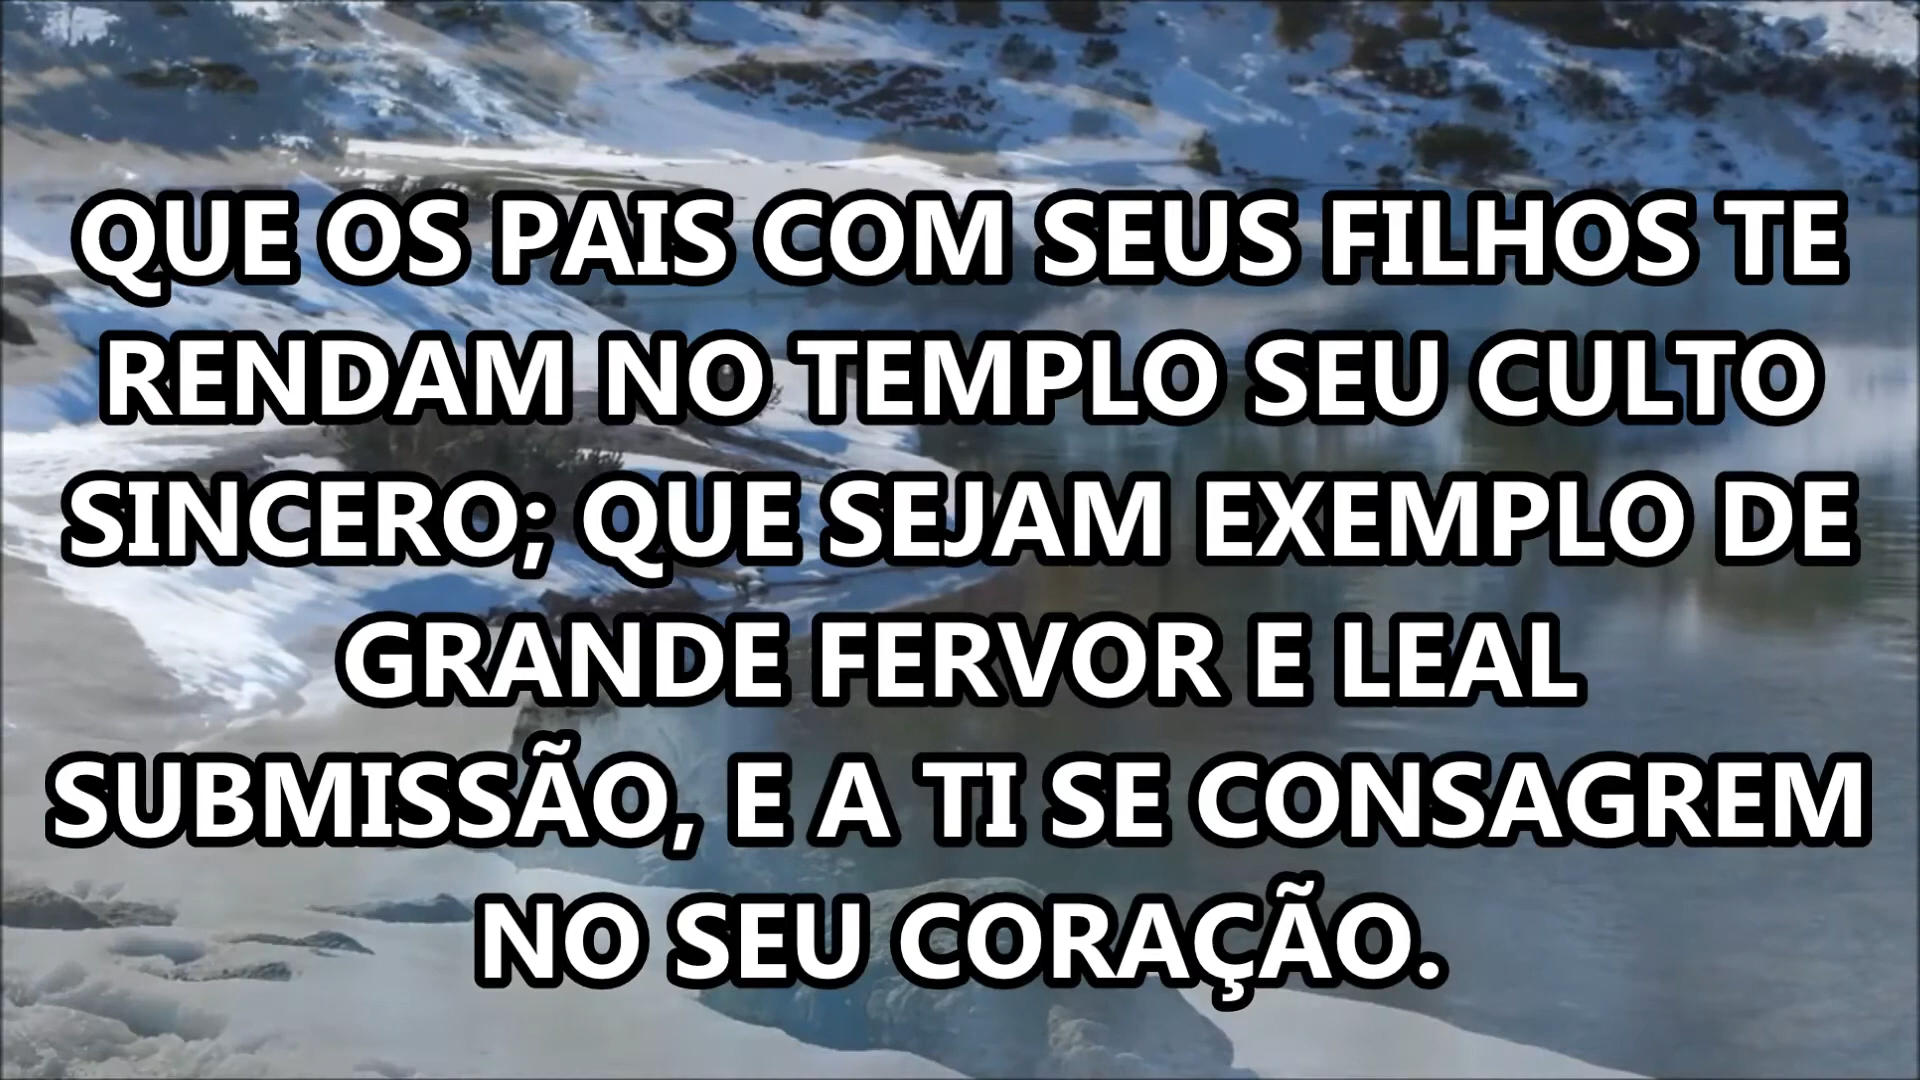 QUE OS PAIS COM SEUS FILHOS TE
RENDAM NO TEMPLO SEU CULTO
SINCERO; QUE SEJAM EXEMPLO DE
GRANDE FERVOR E LEAL
SUBMISSÃO, E A TI SE CONSAGREM
NO SEU CORAÇÃO.